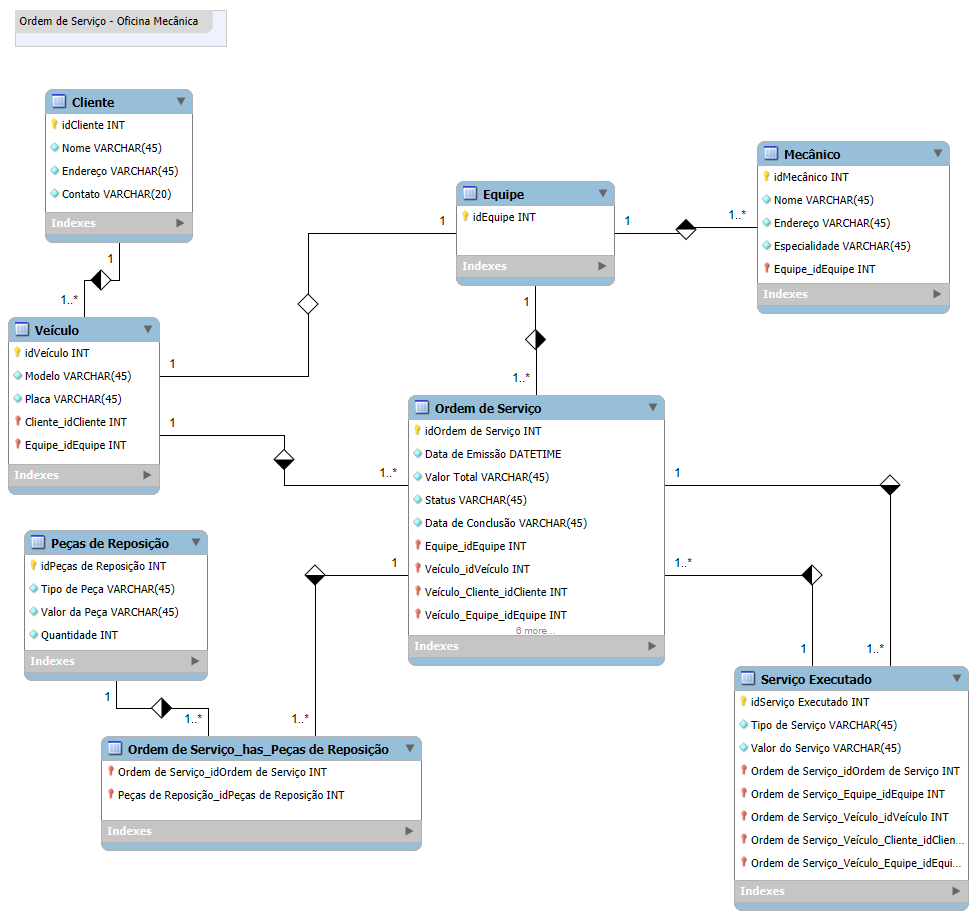 Ordem de Serviço - Oficina Mecânica
Cliente
idCliente INT
Nome VARCHAR(45)
Endereço VARCHAR(45)
Contato VARCHAR(20)
Indexes
1
1..*
Equipe
idEquipe INT
Indexes
1
1
1
1..*
Mecânico
idMecânico INT
Nome VARCHAR(45)
Endereço VARCHAR(45)
Especialidade VARCHAR(45)
Equipe_idEquipe INT
Indexes
1..*
Veículo
idVeículo INT
Modelo VARCHAR(45)
Placa VARCHAR(45)
Cliente_idCliente INT
Equipe_idEquipe INT
Indexes
1
1
1..*
Ordem de Serviço
idOrdem de Serviço INT
Data de Emissão DATETIME
Valor Total VARCHAR(45)
Status VARCHAR(45)
Data de Conclusão VARCHAR(45)
Equipe_idEquipe INT
Veículo_idVeículo INT
Veículo_Cliente_idCliente INT
Veículo_Equipe_idEquipe INT
6 more...
Indexes
1
1..*
1
1..*
1
1..*
Peças de Reposição
idPeças de Reposição INT
Tipo de Peça VARCHAR(45)
Valor da Peça VARCHAR(45)
Quantidade INT
Indexes
1
1..*
Ordem de Serviço_has_Peças de Reposição
Ordem de Serviço_idOrdem de Serviço INT
Peças de Reposição_idPeças de Reposição INT
Indexes
Serviço Executado
idServiço Executado INT
Tipo de Serviço VARCHAR(45)
Valor do Serviço VARCHAR(45)
Ordem de Serviço_idOrdem de Serviço INT
Ordem de Serviço_Equipe_idEquipe INT
Ordem de Serviço_Veículo_idVeículo INT
Ordem de Serviço_Veículo_Cliente_idClien...
Ordem de Serviço_Veículo_Equipe_idEqui...
Indexes